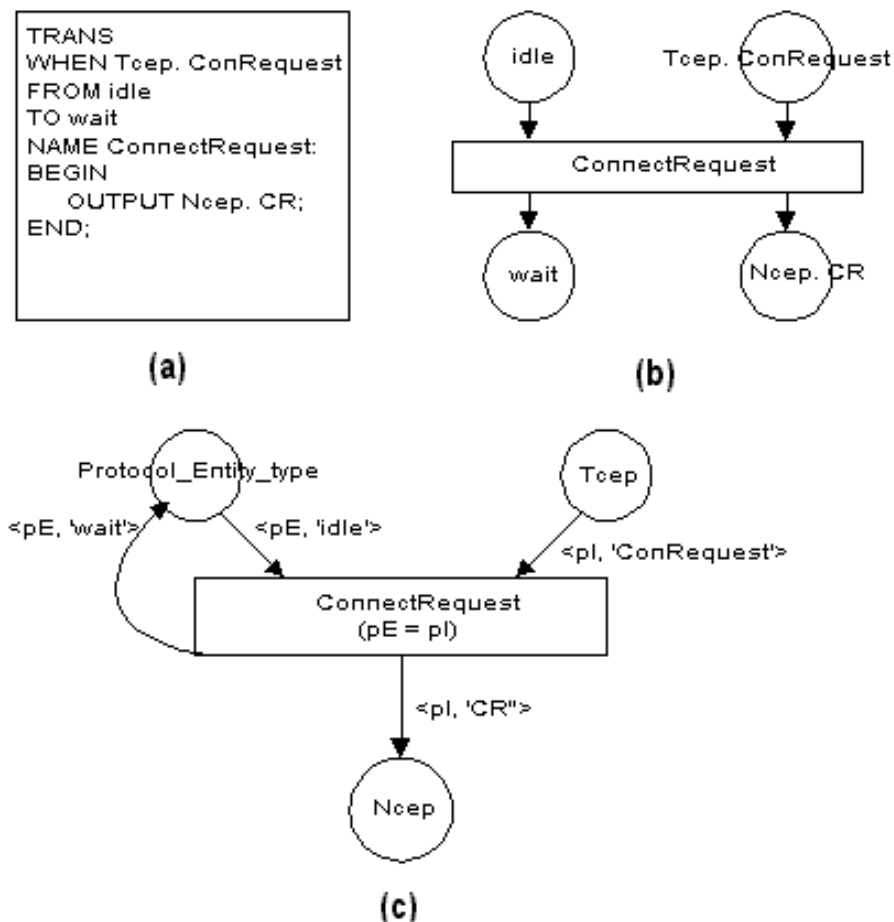 TRANS
WHEN Tcep. ConRequest
FROM idle
TO wait
NAME ConnectRequest:
BEGIN
OUTPUT Ncep. CR;
END;
(a)
idle
Tcep. ConRequest
ConnectRequest
wait
Ncep. CR
(b)
Protocol_Entity_type
Tcep
<pE, 'wait'>
<pE, 'idle'>
<pI, 'ConRequest'>
ConnectRequest
(pE = pI)
<pI, 'CR''>
Ncep
(c)